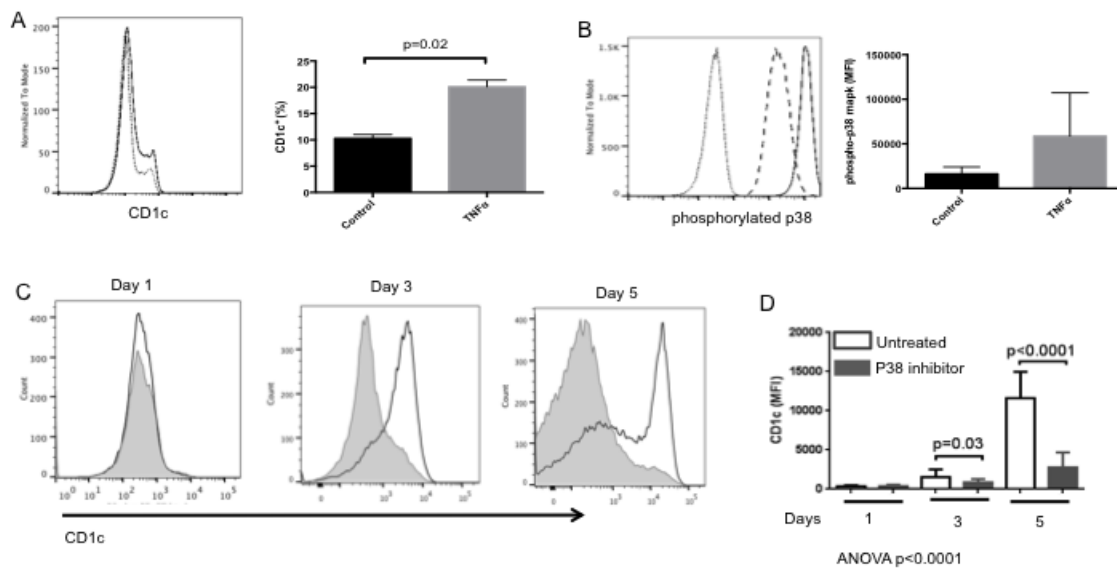 A
200
150
100
50
0
Normalized To Mode
CD1c
p=0.02
25
20
15
10
5
0
CD1c⁺ (%)
Control
TNFα
B
1.5K
1.0K
500
0
Normalized To Mode
phosphorylated p38
150000
100000
50000
0
phospho-p38 mapk (MFI)
Control
TNFα
C
Day 1
400
300
200
100
0
Count
10⁰ 10¹ 10² 10³ 10⁴ 10⁵
Day 3
300
200
100
0
Count
0 10³ 10⁴ 10⁵
Day 5
400
300
200
100
0
Count
0 10³ 10⁴ 10⁵
CD1c
D
20000
15000
10000
5000
0
CD1c (MFI)
Untreated
P38 inhibitor
p<0.0001
p=0.03
Days 1 3 5
ANOVA p<0.0001